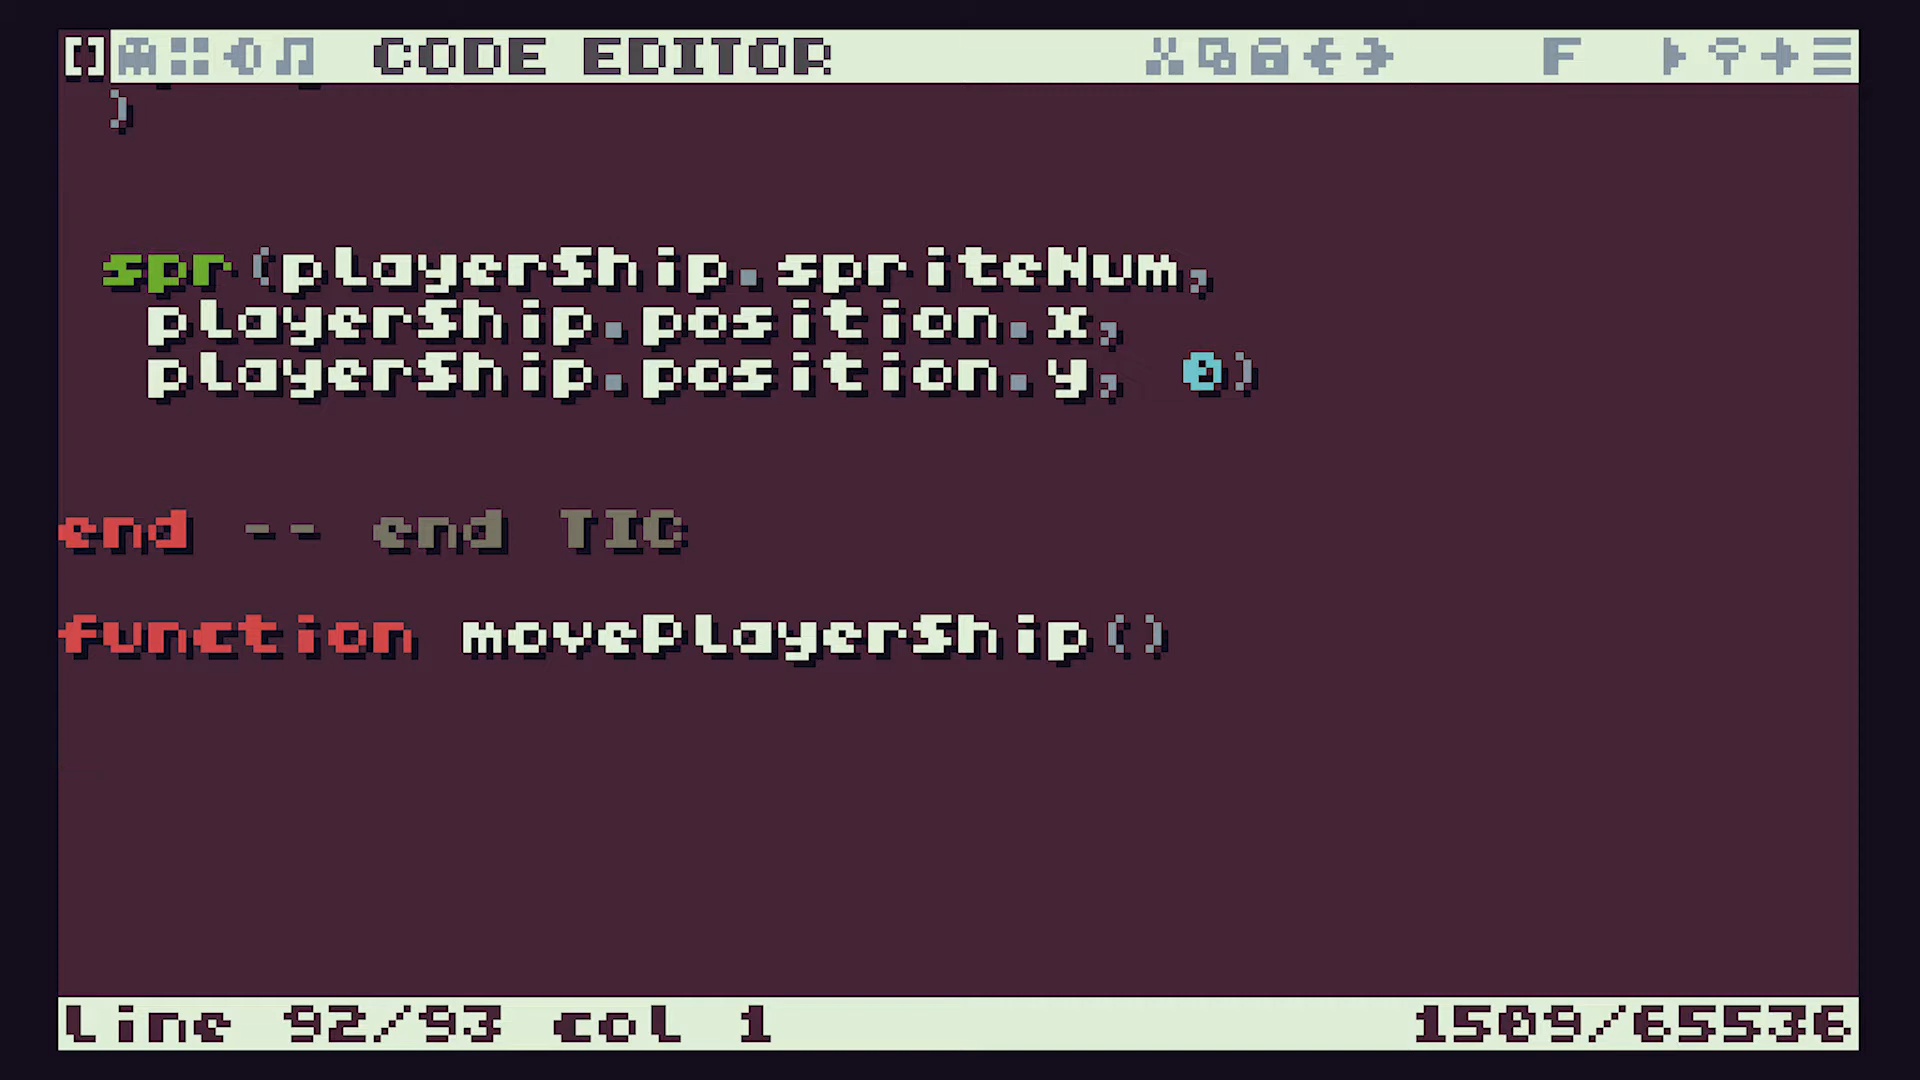 CODE EDITOR F
)
spr(playerShip.spriteNum,
playerShip.position.x,
playerShip.position.y, 0)
end -- end TIC
function movePlayerShip()
line 92/93 col 1 1509/65536